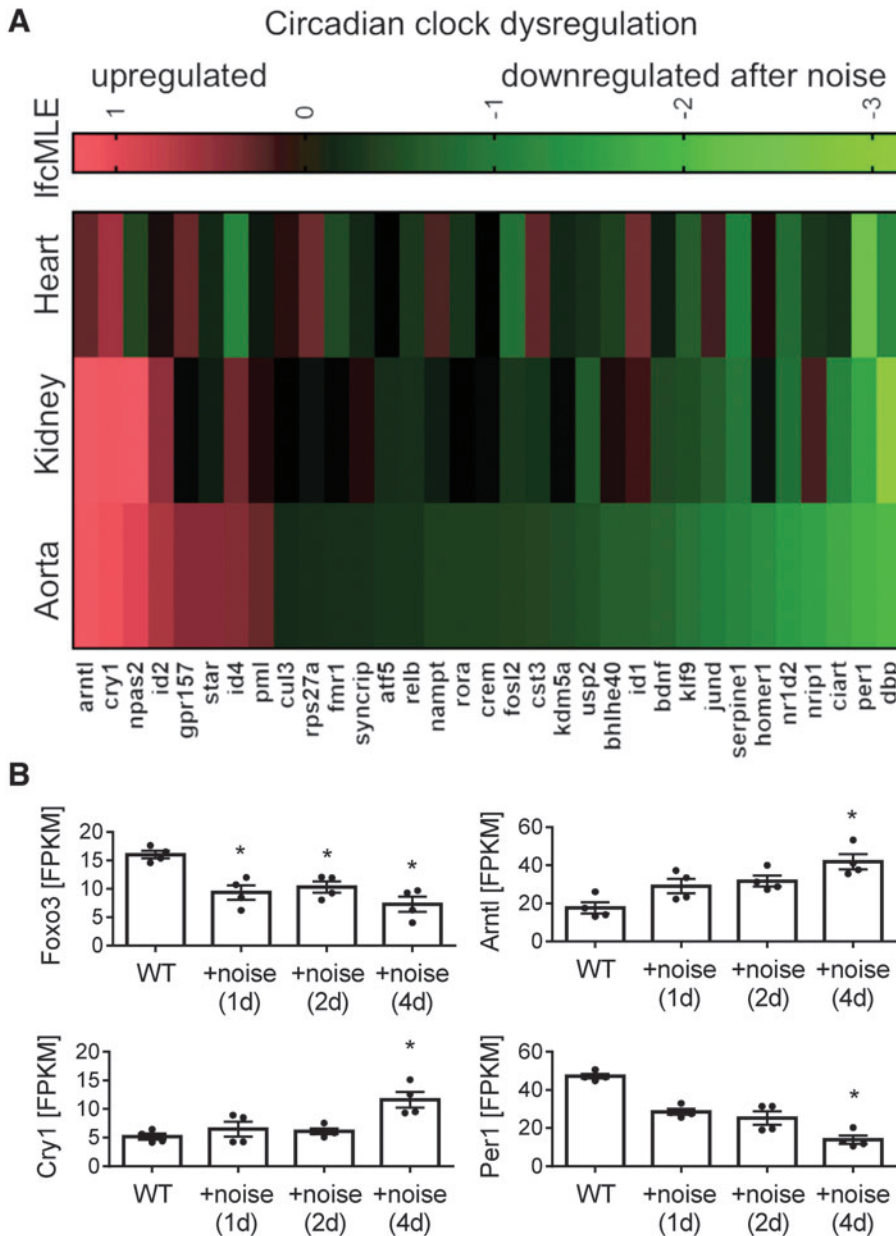 A
Circadian clock dysregulation
upregulated downregulated after noise
1 0 -1 -2 -3
lfcMLE
Heart
Kidney
Aorta
arntl cry1 npas2 id2 gpr157 star id4 pml cul3 rps27a fmr1 syncrip atf5 relb nampt rora crem fosl2 cst3 kdm5a usp2 bhlhe40 id1 bdnf klf9 jund serpine1 homer1 nr1d2 nrip1 ciart per1 dbp
B
Foxo3 [FPKM]
20
15
10
5
0
* * *
WT +noise +noise +noise
(1d) (2d) (4d)
Arntl [FPKM]
60
40
20
0
*
WT +noise +noise +noise
(1d) (2d) (4d)
Cry1 [FPKM]
20
15
10
5
0
*
WT +noise +noise +noise
(1d) (2d) (4d)
Per1 [FPKM]
60
40
20
0
*
WT +noise +noise +noise
(1d) (2d) (4d)